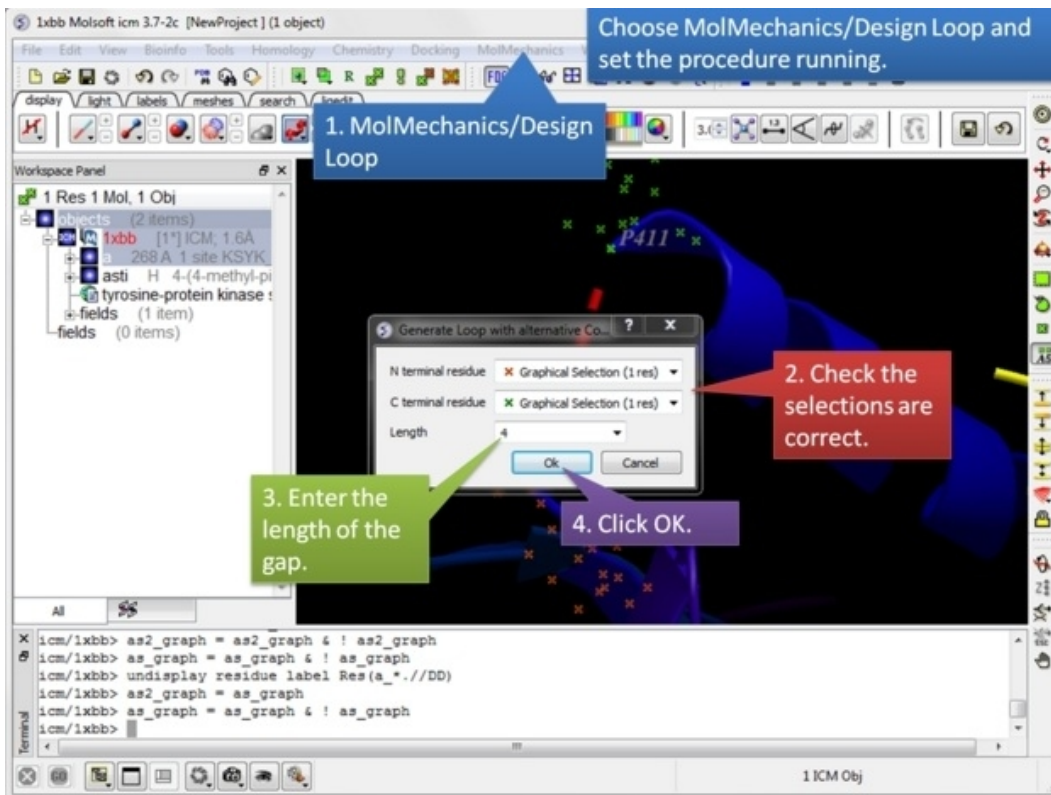 1xbb Molsoft icm 3.7-2c [NewProject ] (1 object)
Choose MolMechanics/Design Loop and
set the procedure running.
File Edit View Bioinfo Tools Homology Chemistry Docking MolMechanics
display light labels meshes search ligedit
1. MolMechanics/Design
Loop
Workspace Panel
1 Res 1 Mol, 1 Obj
objects (2 items)
1xbb [1*] ICM; 1.6A
a 268 A 1 site KSYK_
asti H 4-(4-methyl-pi
tyrosine-protein kinase
fields (1 item)
fields (0 items)
P411
Generate Loop with alternative Co...
N terminal residue Graphical Selection (1 res)
C terminal residue Graphical Selection (1 res)
Length 4
Ok Cancel
2. Check the
selections are
correct.
3. Enter the
length of the
gap.
4. Click OK.
All
icm/1xbb> as2_graph = as2_graph & ! as2_graph
icm/1xbb> as_graph = as_graph & ! as_graph
icm/1xbb> undisplay residue label Res(a_*.//DD)
icm/1xbb> as2_graph = as_graph
icm/1xbb> as_graph = as_graph & ! as_graph
icm/1xbb>
Terminal
1 ICM Obj